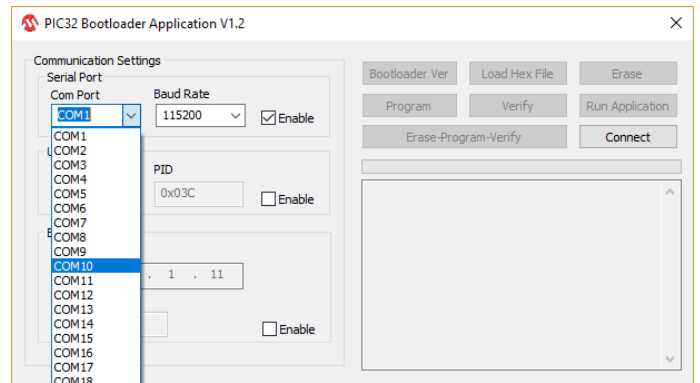 PIC32 Bootloader Application V1.2
Communication Settings
Serial Port
Com Port
Baud Rate
COM1
115200
Enable
COM1
COM2
COM3
COM4
COM5
COM6
COM7
COM8
COM9
COM10
COM11
COM12
COM13
COM14
COM15
COM16
COM17
COM18
PID
0x03C
Enable
. 1 . 11
Enable
Bootloader Ver
Load Hex File
Erase
Program
Verify
Run Application
Erase-Program-Verify
Connect